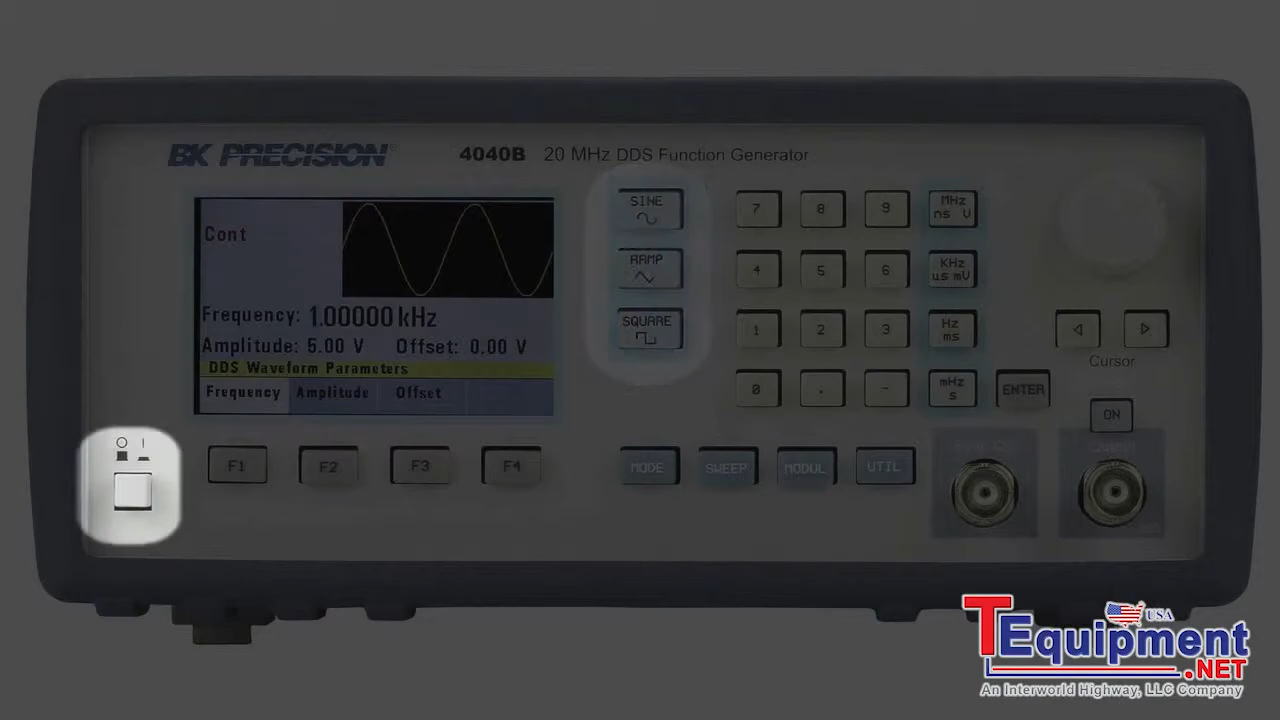 BK PRECISION® 4040B 20 MHz DDS Function Generator
Cont
Frequency: 1.00000 kHz
Amplitude: 5.00 V Offset: 0.00 V
DDS Waveform Parameters
Frequency Amplitude Offset
SINE
RAMP
SQUARE
7 8 9 MHz ns V
4 5 6 KHz us mV
1 2 3 Hz ms
0 . - mHz s ENTER
Cursor
ON
F1 F2 F3 F4 MODE SWEEP MODUL UTIL
TEquipment USA
.NET
An Interworld Highway, LLC Company